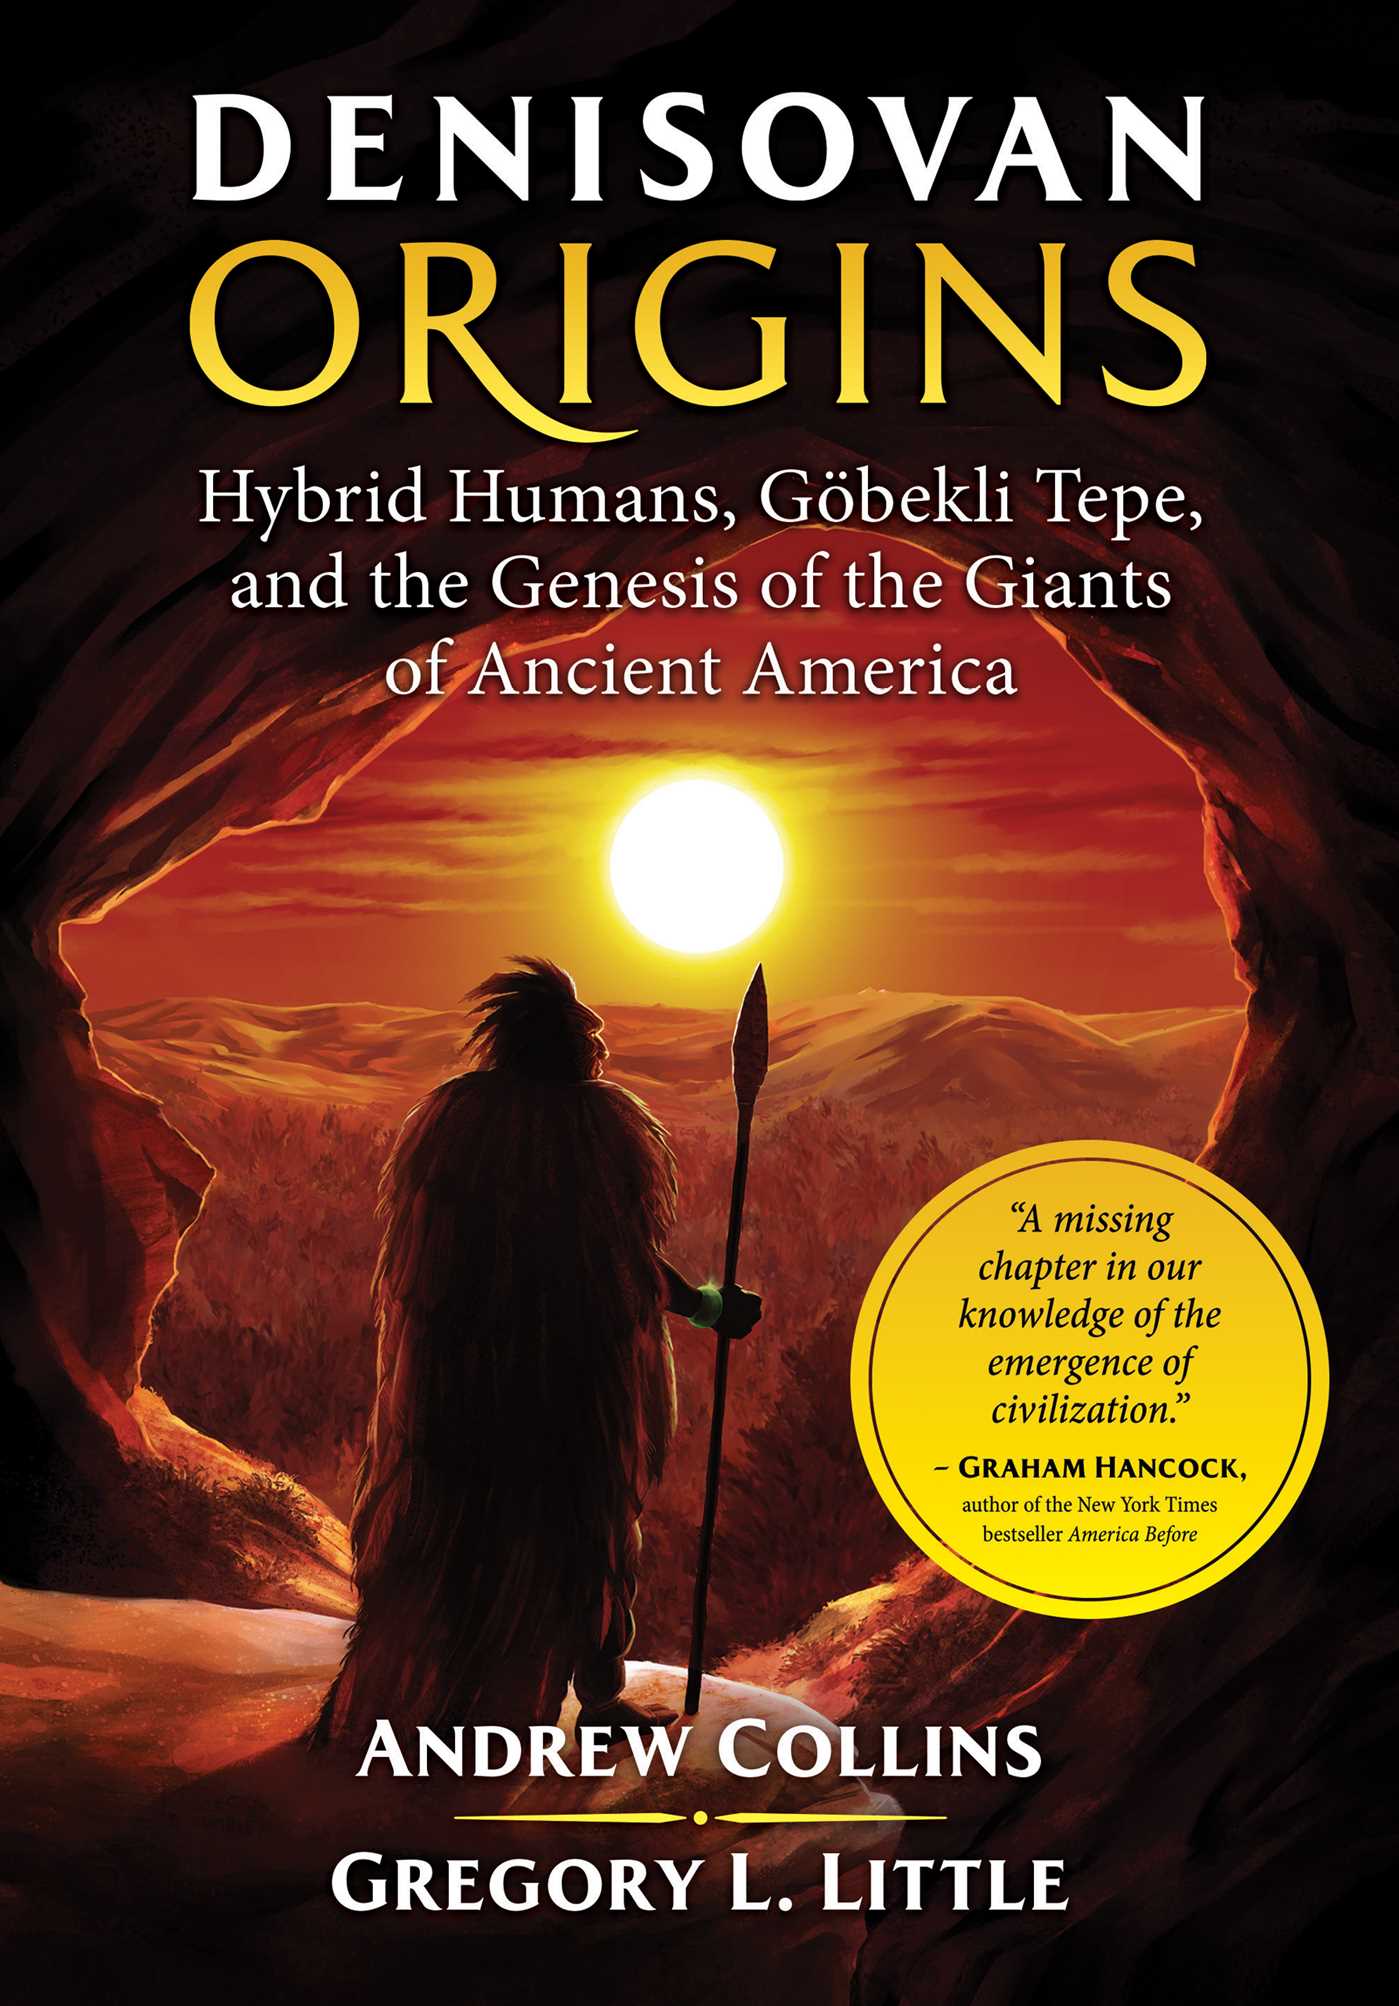 DENISOVAN
ORIGINS
Hybrid Humans, Göbekli Tepe,
and the Genesis of the Giants
of Ancient America
“A missing
chapter in our
knowledge of the
emergence of
civilization.”
– GRAHAM HANCOCK,
author of the New York Times
bestseller America Before
ANDREW COLLINS
GREGORY L. LITTLE